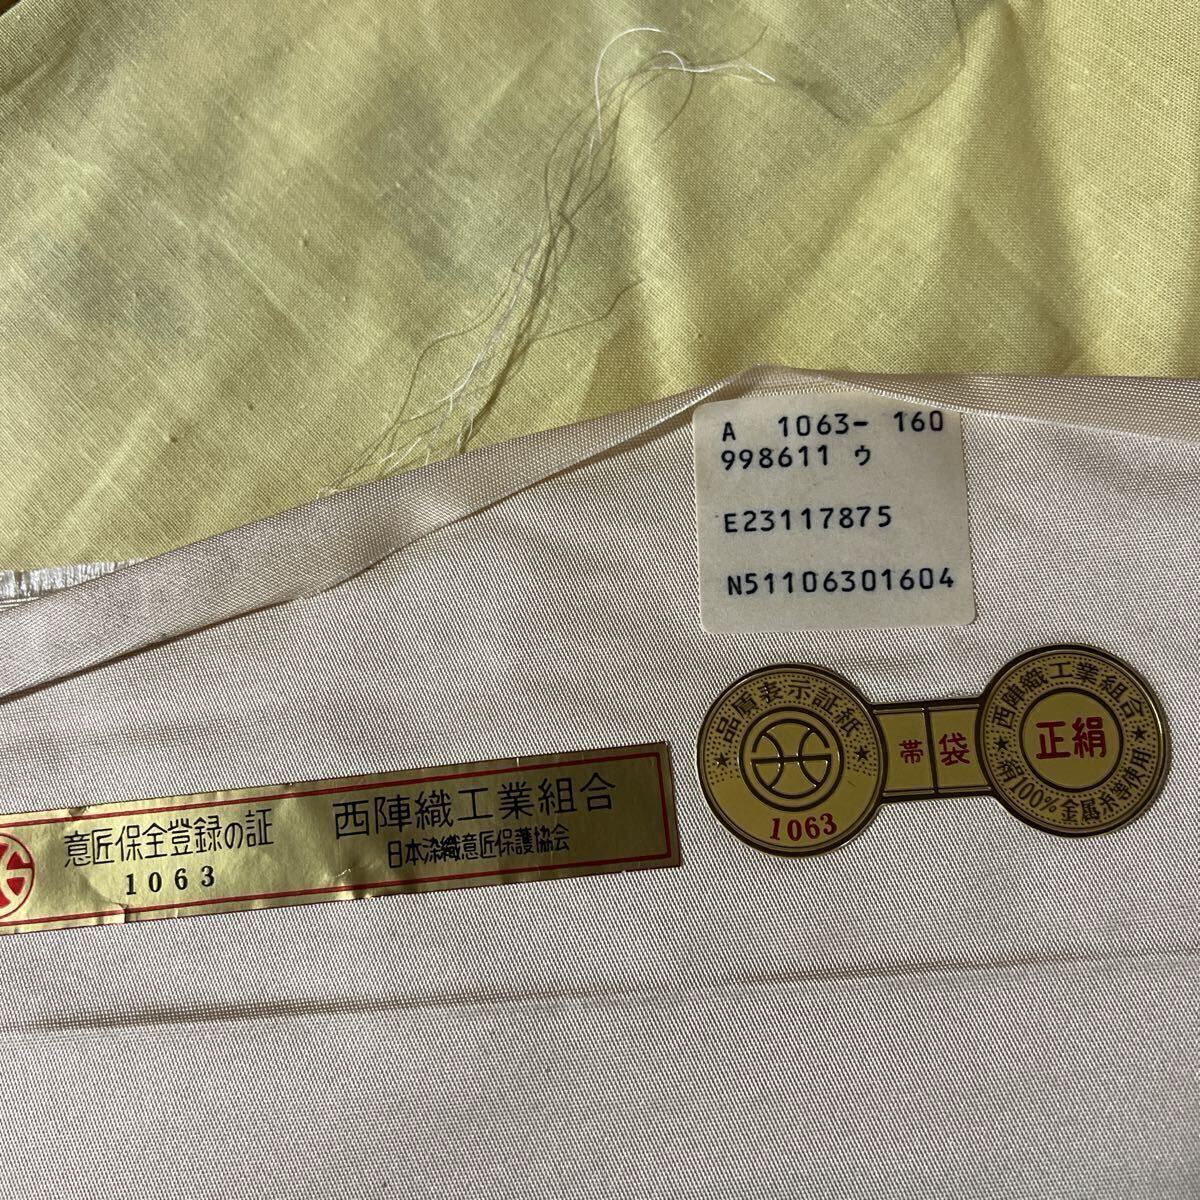 A 1063- 160
998611 ゥ
E23117875
N51106301604
品質表示証紙
1063
帯袋
西陣織工業組合
正絹
絹100%金属糸等使用
意匠保全登録の証
1063
西陣織工業組合
日本染織意匠保護協会